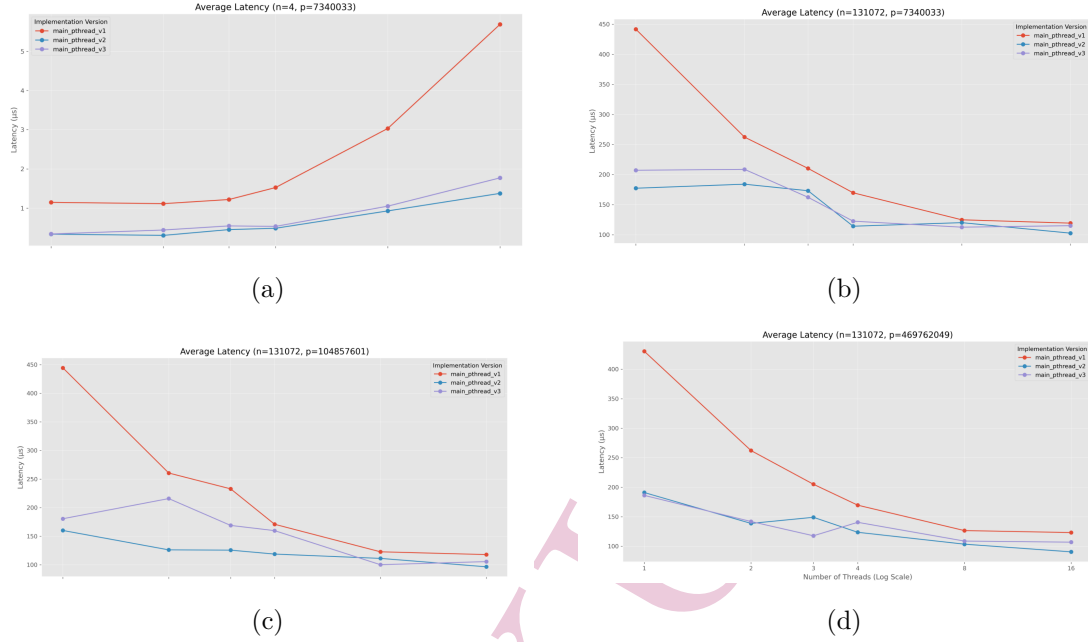 Average Latency (n=4, p=7340033)
Latency (µs)
5
4
3
2
1
Implementation Version
main_pthread_v1
main_pthread_v2
main_pthread_v3
(a)
Average Latency (n=131072, p=7340033)
Latency (µs)
450
400
350
300
250
200
150
100
Implementation Version
main_pthread_v1
main_pthread_v2
main_pthread_v3
(b)
Average Latency (n=131072, p=104857601)
Latency (µs)
450
400
350
300
250
200
150
100
Implementation Version
main_pthread_v1
main_pthread_v2
main_pthread_v3
(c)
Average Latency (n=131072, p=469762049)
Latency (µs)
400
350
300
250
200
150
100
Implementation Version
main_pthread_v1
main_pthread_v2
main_pthread_v3
1 2 3 4 8 16
Number of Threads (Log Scale)
(d)